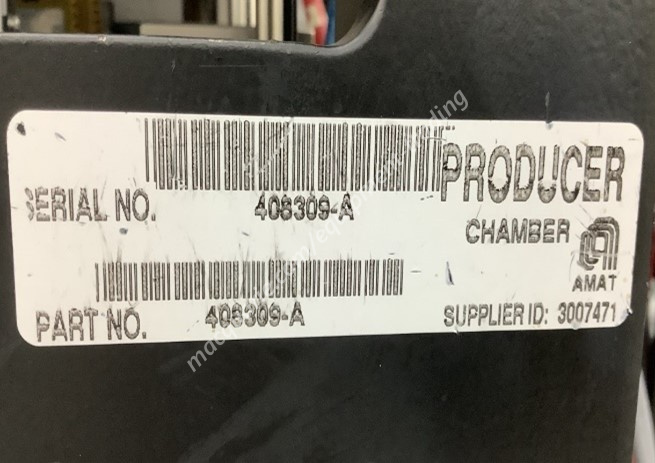 PRODUCER
SERIAL NO. 408309-A
CHAMBER
AMAT
PART NO. 408309-A
SUPPLIER ID: 3007471